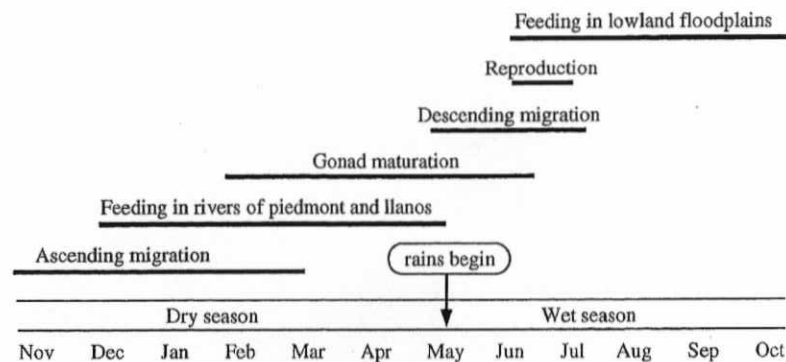 Feeding in lowland floodplains
Reproduction
Descending migration
Gonad maturation
Feeding in rivers of piedmont and llanos
Ascending migration
rains begin
Dry season Wet season
Nov Dec Jan Feb Mar Apr May Jun Jul Aug Sep Oct